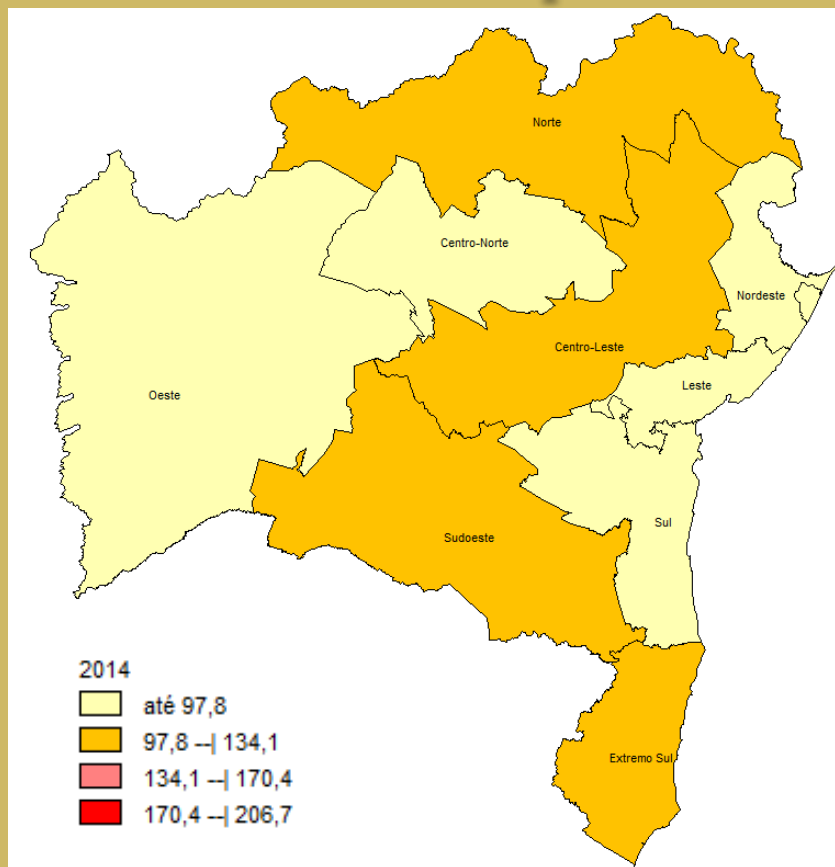 Norte
Centro-Norte
Nordeste
Centro-Leste
Leste
Oeste
Sul
Sudoeste
Extremo Sul
2014
até 97,8
97,8 --| 134,1
134,1 --| 170,4
170,4 --| 206,7